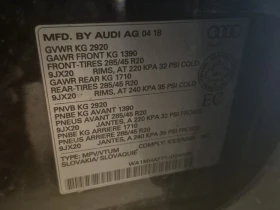 MFD. BY AUDI AG 04 18
GVWR KG 2920
GAWR FRONT KG 1390
FRONT-TIRES 285/45 R20
9JX20 RIMS, AT 220 KPA 32 PSI COLD
GAWR REAR KG 1710
REAR-TIRES 285/45 R20
9JX20 RIMS, AT 240 KPA 35 PSI COLD
PNVB KG 2920
PNBE KG AVANT 1390
PNEUS AVANT 285/45 R20
9JX20 JANTES, A 220 KPA 32 PSI FROID
PNBE KG ARRIERE 1710
PNEUS ARRIERE 285/45 R20
9JX20 JANTES, A 240 KPA 35 PSI FROID
TYPE: MPV/VTUM
SLOVAKIA/ SLOVAQUIE